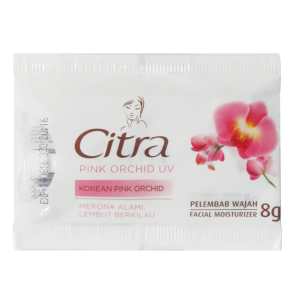 Citra
PINK ORCHID UV
KOREAN PINK ORCHID
MERONA ALAMI,
LEMBUT BERKILAU
PELEMBAB WAJAH
FACIAL MOISTURIZER 8g